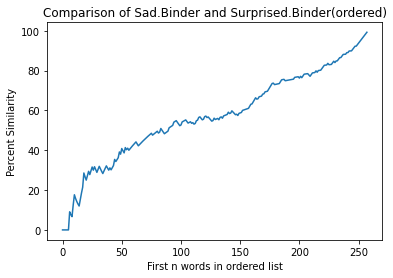 Comparison of Sad.Binder and Surprised.Binder(ordered)
100
80
60
40
20
0
Percent Similarity
0 50 100 150 200 250
First n words in ordered list